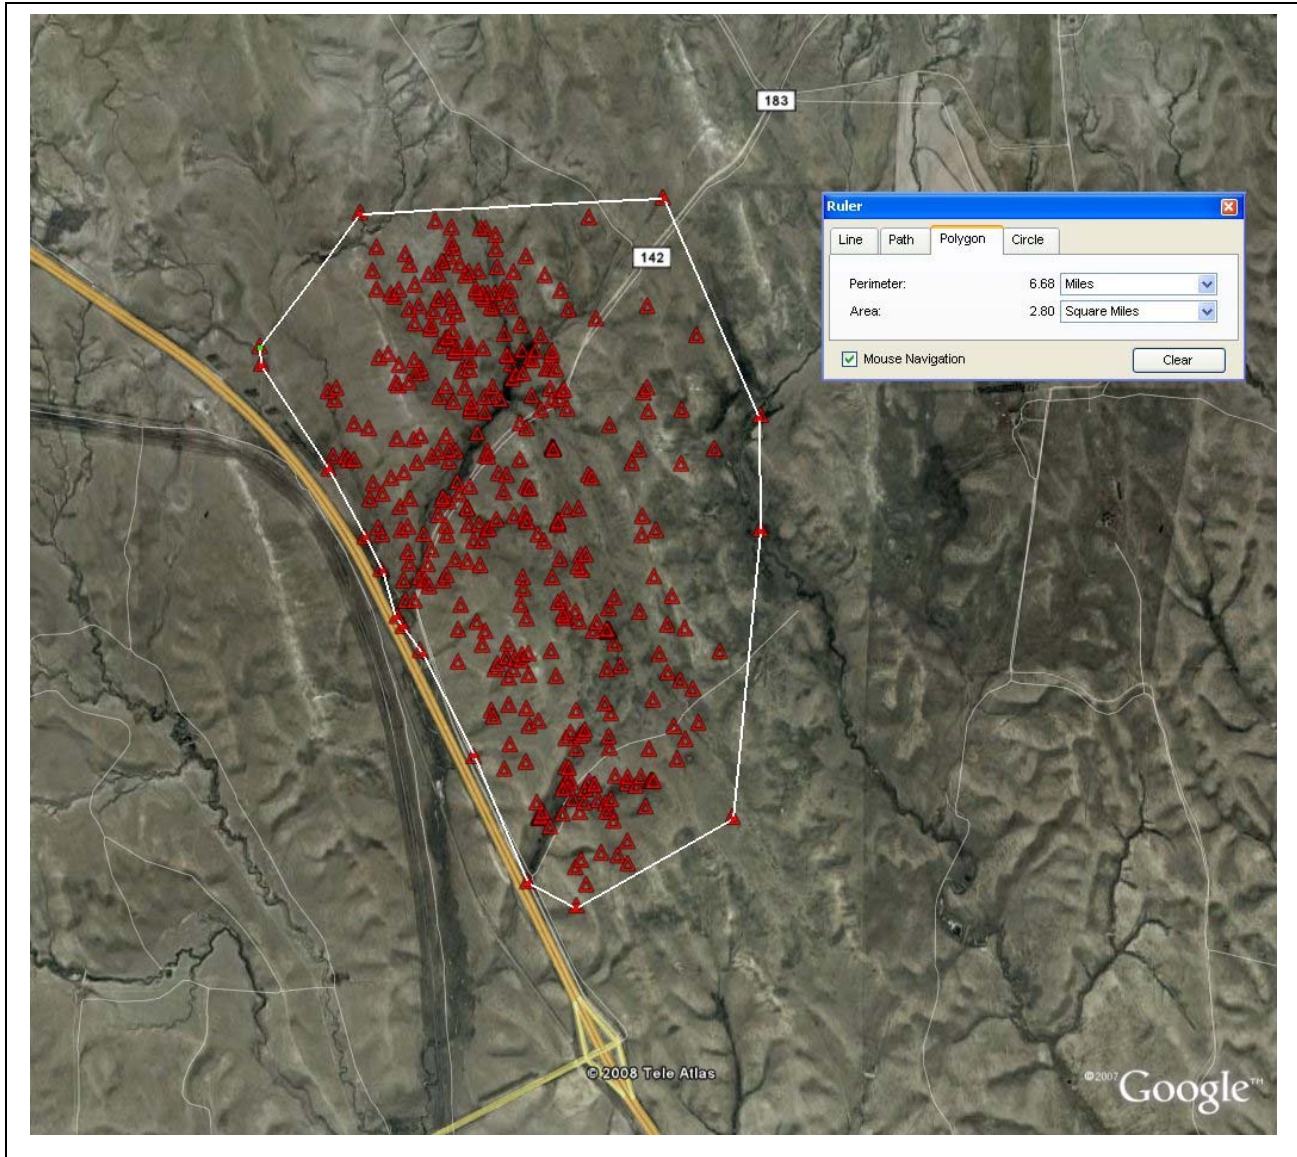 183
142
Ruler
Line Path Polygon Circle
Perimeter: 6.68 Miles
Area: 2.80 Square Miles
Mouse Navigation Clear
© 2008 Tele Atlas
©2007 Google™